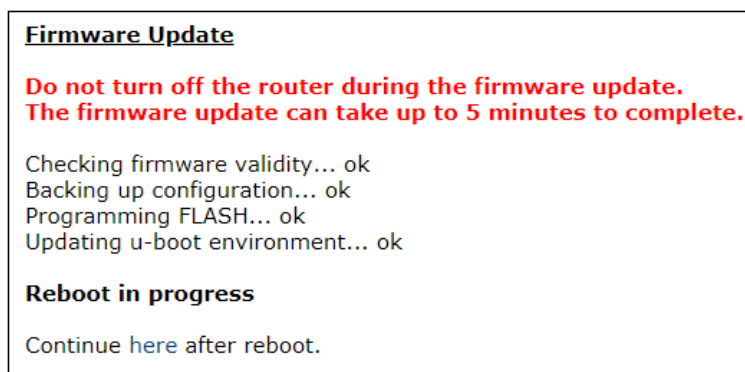 Firmware Update
Do not turn off the router during the firmware update.
The firmware update can take up to 5 minutes to complete.
Checking firmware validity... ok
Backing up configuration... ok
Programming FLASH... ok
Updating u-boot environment... ok
Reboot in progress
Continue here after reboot.